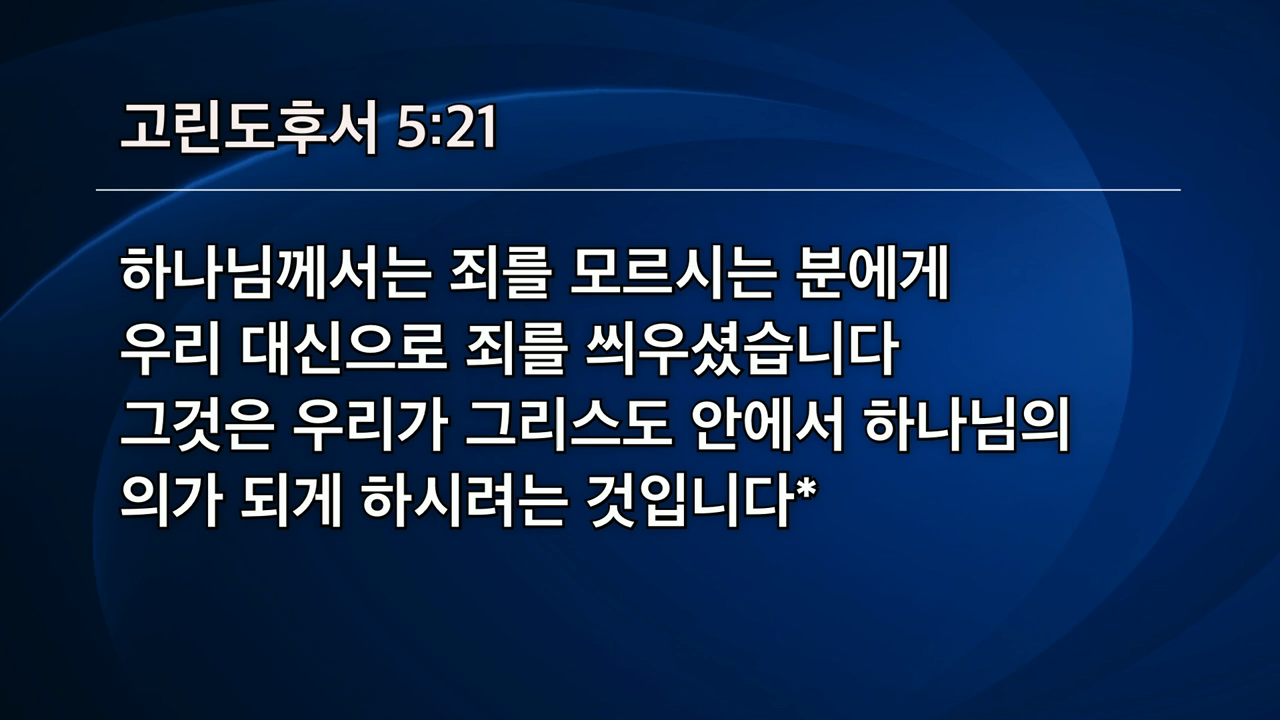 고린도후서 5:21
하나님께서는 죄를 모르시는 분에게
우리 대신으로 죄를 씌우셨습니다
그것은 우리가 그리스도 안에서 하나님의
의가 되게 하시려는 것입니다*